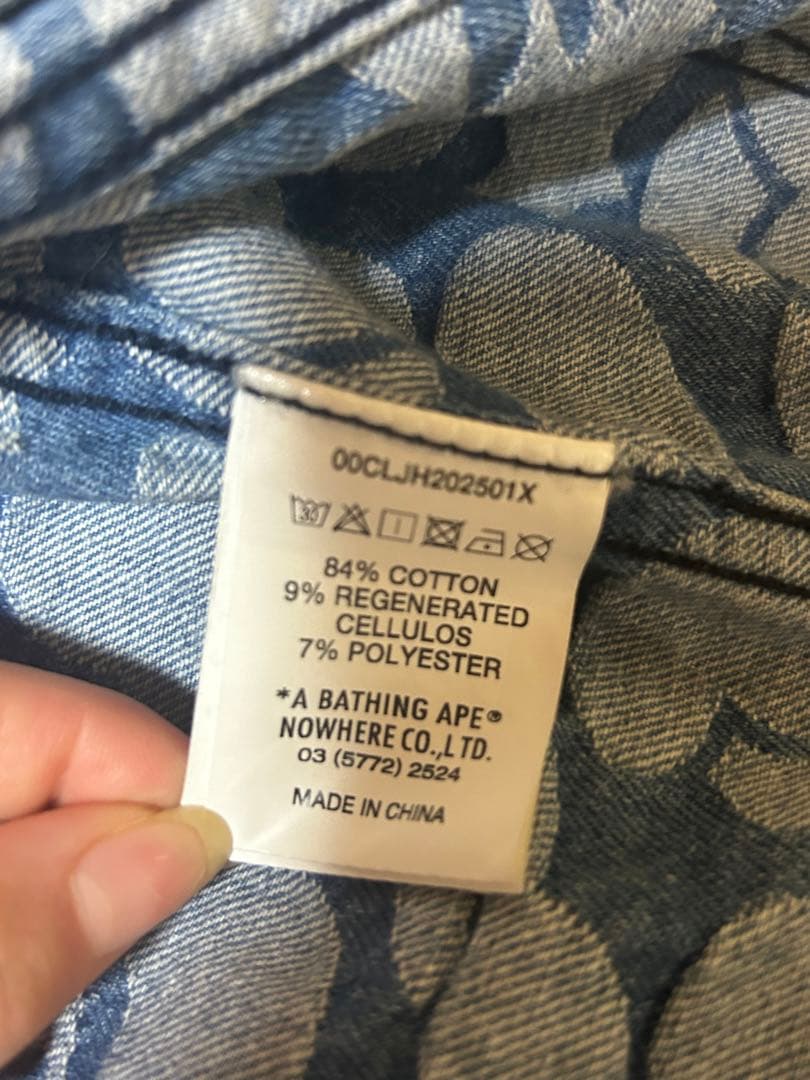 00CLJH202501X
30
84% COTTON
9% REGENERATED
CELLULOS
7% POLYESTER
*A BATHING APE®
NOWHERE CO.,LTD.
03 (5772) 2524
MADE IN CHINA